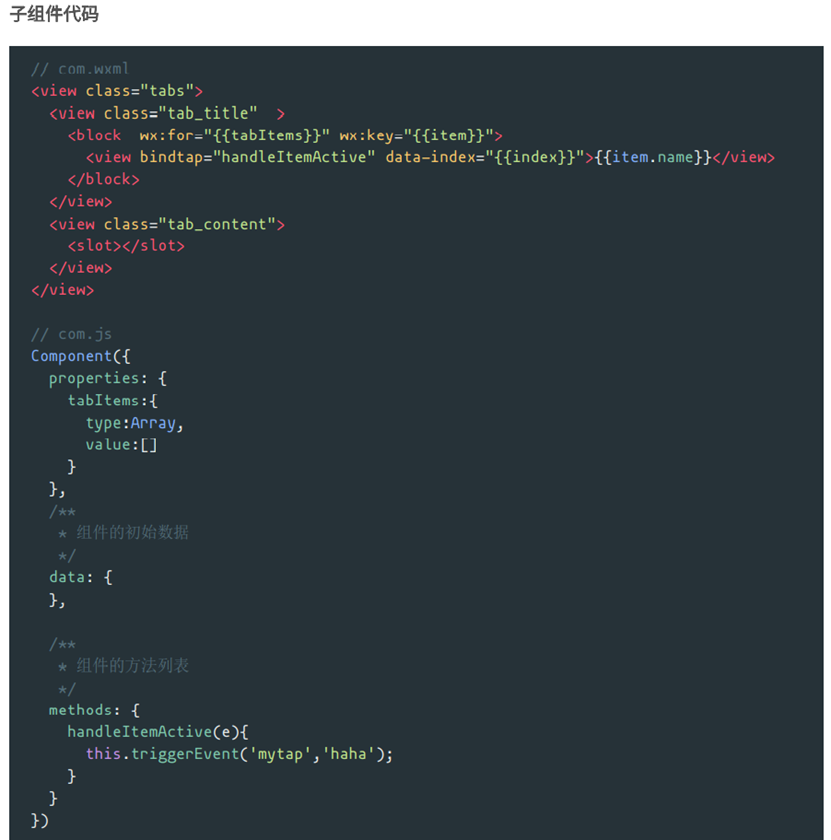 子组件代码
// com.wxml
<view class="tabs">
  <view class="tab_title"  >
    <block  wx:for="{{tabItems}}" wx:key="{{item}}">
      <view bindtap="handleItemActive" data-index="{{index}}">{{item.name}}</view>
    </block>
  </view>
  <view class="tab_content">
    <slot></slot>
  </view>
</view>

// com.js
Component({
  properties: {
    tabItems:{
      type:Array,
      value:[]
    }
  },
  /**
   * 组件的初始数据
   */
  data: {
  },

  /**
   * 组件的方法列表
   */
  methods: {
    handleItemActive(e){
      this.triggerEvent('mytap','haha');
    }
  }
})